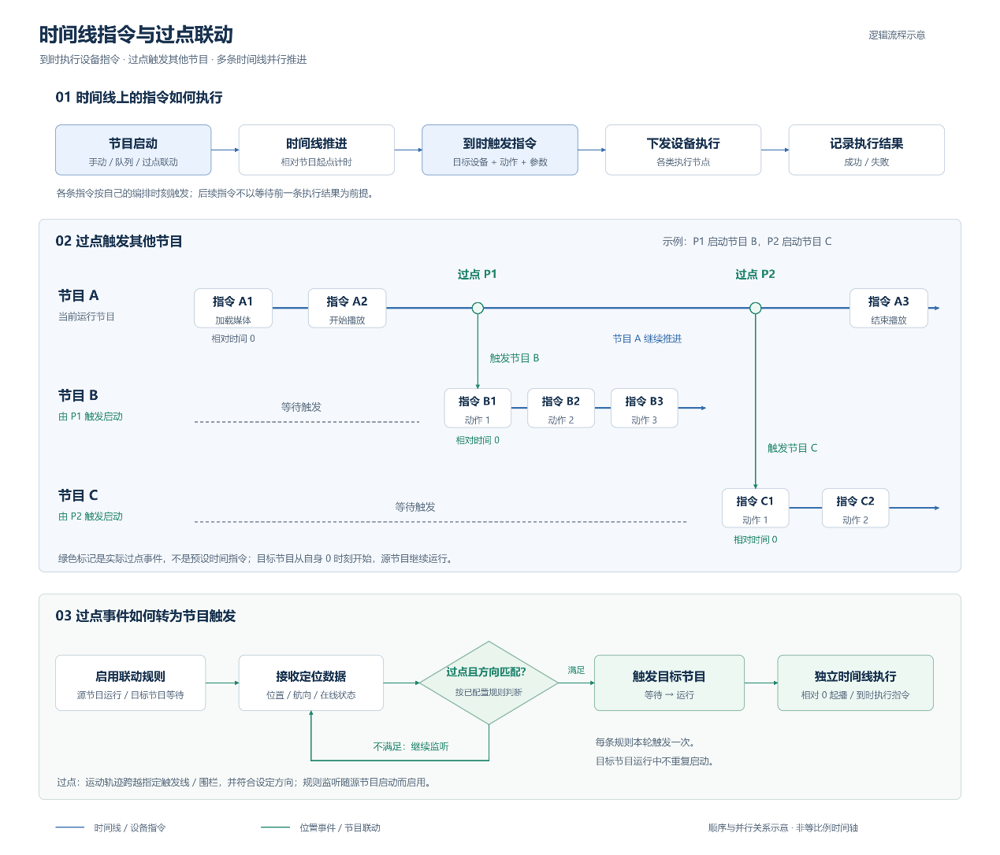 时间线指令与过点联动
逻辑流程示意
到时执行设备指令 · 过点触发其他节目 · 多条时间线并行推进
01 时间线上的指令如何执行
节目启动
手动 / 队列 / 过点联动
时间线推进
相对节目起点计时
到时触发指令
目标设备 + 动作 + 参数
下发设备执行
各类执行节点
记录执行结果
成功 / 失败
各条指令按自己的编排时刻触发；后续指令不以等待前一条执行结果为前提。
02 过点触发其他节目
示例：P1 启动节目 B，P2 启动节目 C
过点 P1
过点 P2
节目 A
当前运行节目
指令 A1
加载媒体
相对时间 0
指令 A2
开始播放
指令 A3
结束播放
节目 A 继续推进
触发节目 B
节目 B
由 P1 触发启动
等待触发
指令 B1
动作 1
相对时间 0
指令 B2
动作 2
指令 B3
动作 3
触发节目 C
节目 C
由 P2 触发启动
等待触发
指令 C1
动作 1
相对时间 0
指令 C2
动作 2
绿色标记是实际过点事件，不是预设时间指令；目标节目从自身 0 时刻开始，源节目继续运行。
03 过点事件如何转为节目触发
启用联动规则
源节目运行 / 目标节目等待
接收定位数据
位置 / 航向 / 在线状态
过点且方向匹配?
按已配置规则判断
满足
触发目标节目
等待 → 运行
独立时间线执行
相对 0 起播 / 到时执行指令
不满足：继续监听
每条规则本轮触发一次。
目标节目运行中不重复启动。
过点：运动轨迹跨越指定触发线 / 围栏，并符合设定方向；规则监听随源节目启动而启用。
时间线 / 设备指令
位置事件 / 节目联动
顺序与并行关系示意 · 非等比例时间轴